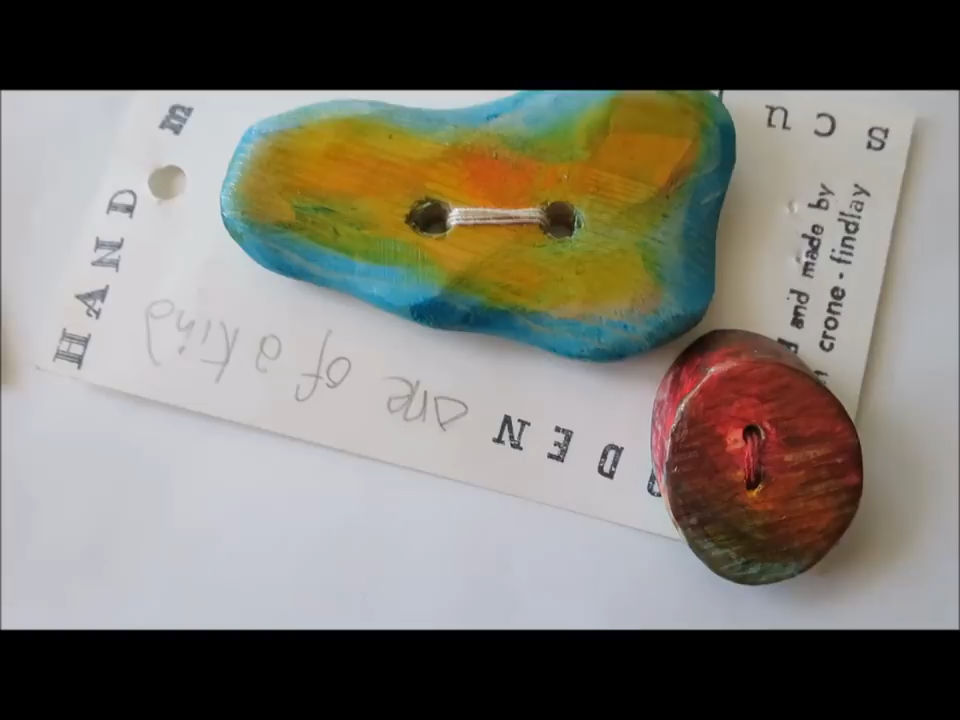 HAND
m
s c u
and made by
crone - findlay
DEN
one of a kind